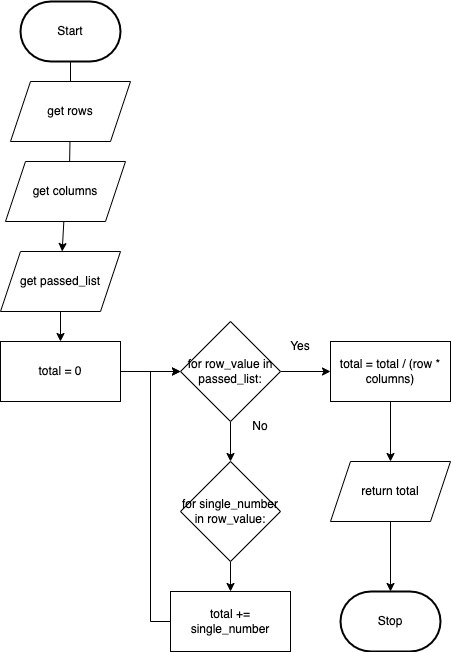 Start
get rows
get columns
get passed_list
total = 0
for row_value in
passed_list:
Yes
total = total / (row *
columns)
No
for single_number
in row_value:
return total
total +=
single_number
Stop